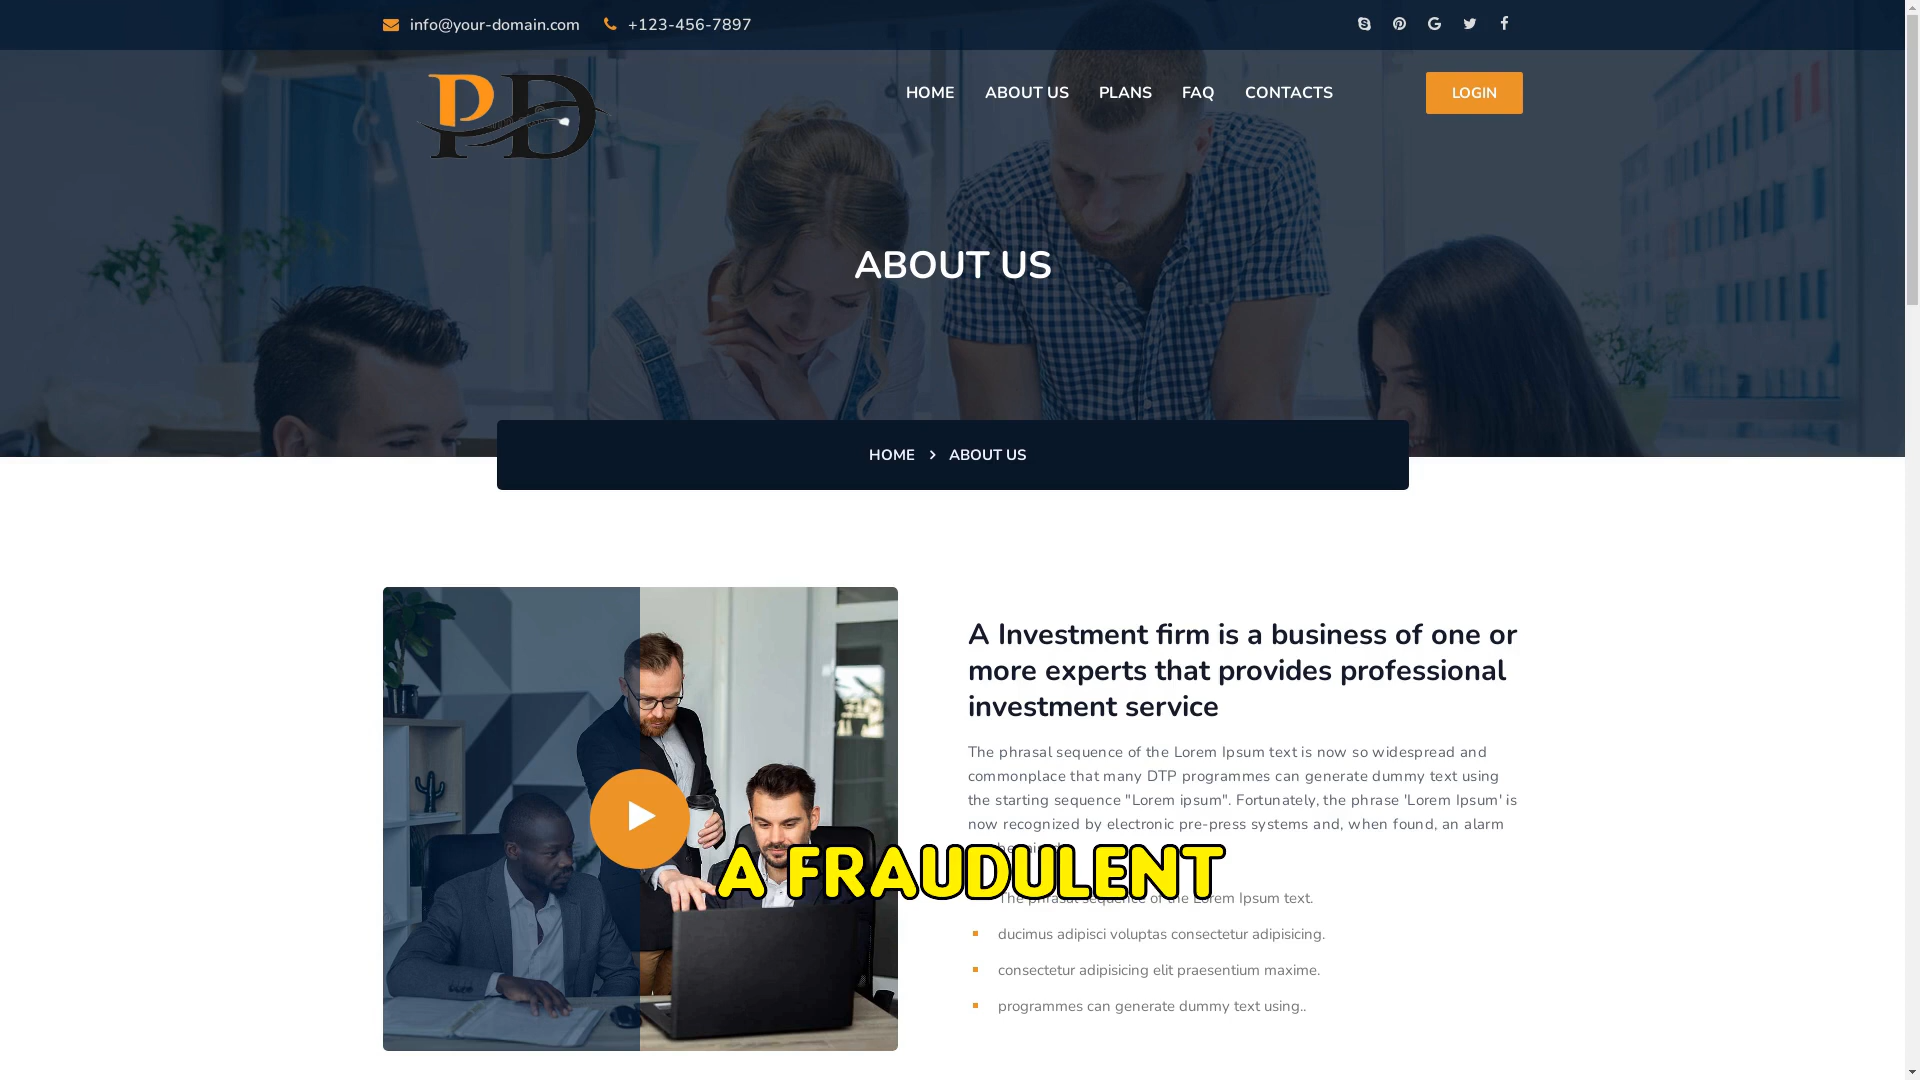 info@your-domain.com +123-456-7897
PD
HOME ABOUT US PLANS FAQ CONTACTS LOGIN
ABOUT US
HOME > ABOUT US
A Investment firm is a business of one or
more experts that provides professional
investment service
The phrasal sequence of the Lorem Ipsum text is now so widespread and
commonplace that many DTP programmes can generate dummy text using
the starting sequence "Lorem ipsum". Fortunately, the phrase 'Lorem Ipsum' is
now recognized by electronic pre-press systems and, when found, an alarm
A FRAUDULENT
The phrasal sequence of the Lorem Ipsum text.
ducimus adipisci voluptas consectetur adipisicing.
consectetur adipisicing elit praesentium maxime.
programmes can generate dummy text using..